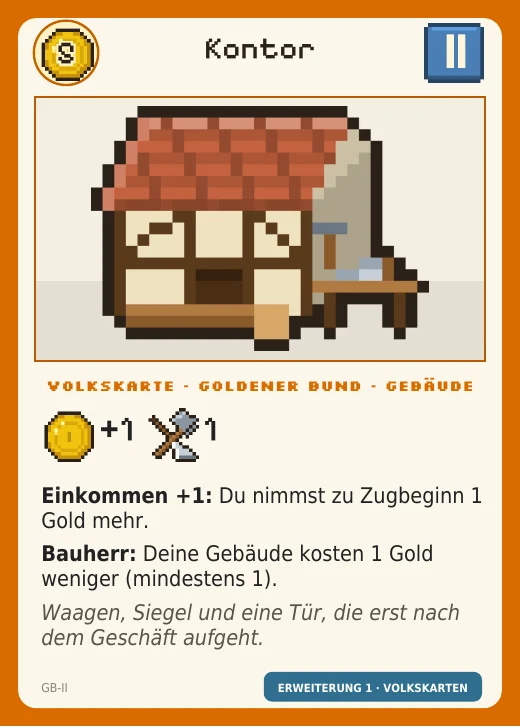 8
Kontor
II
VOLKSKARTE · GOLDENER BUND · GEBÄUDE
+1 1
Einkommen +1: Du nimmst zu Zugbeginn 1
Gold mehr.
Bauherr: Deine Gebäude kosten 1 Gold
weniger (mindestens 1).
Waagen, Siegel und eine Tür, die erst nach
dem Geschäft aufgeht.
GB-II
ERWEITERUNG 1 · VOLKSKARTEN